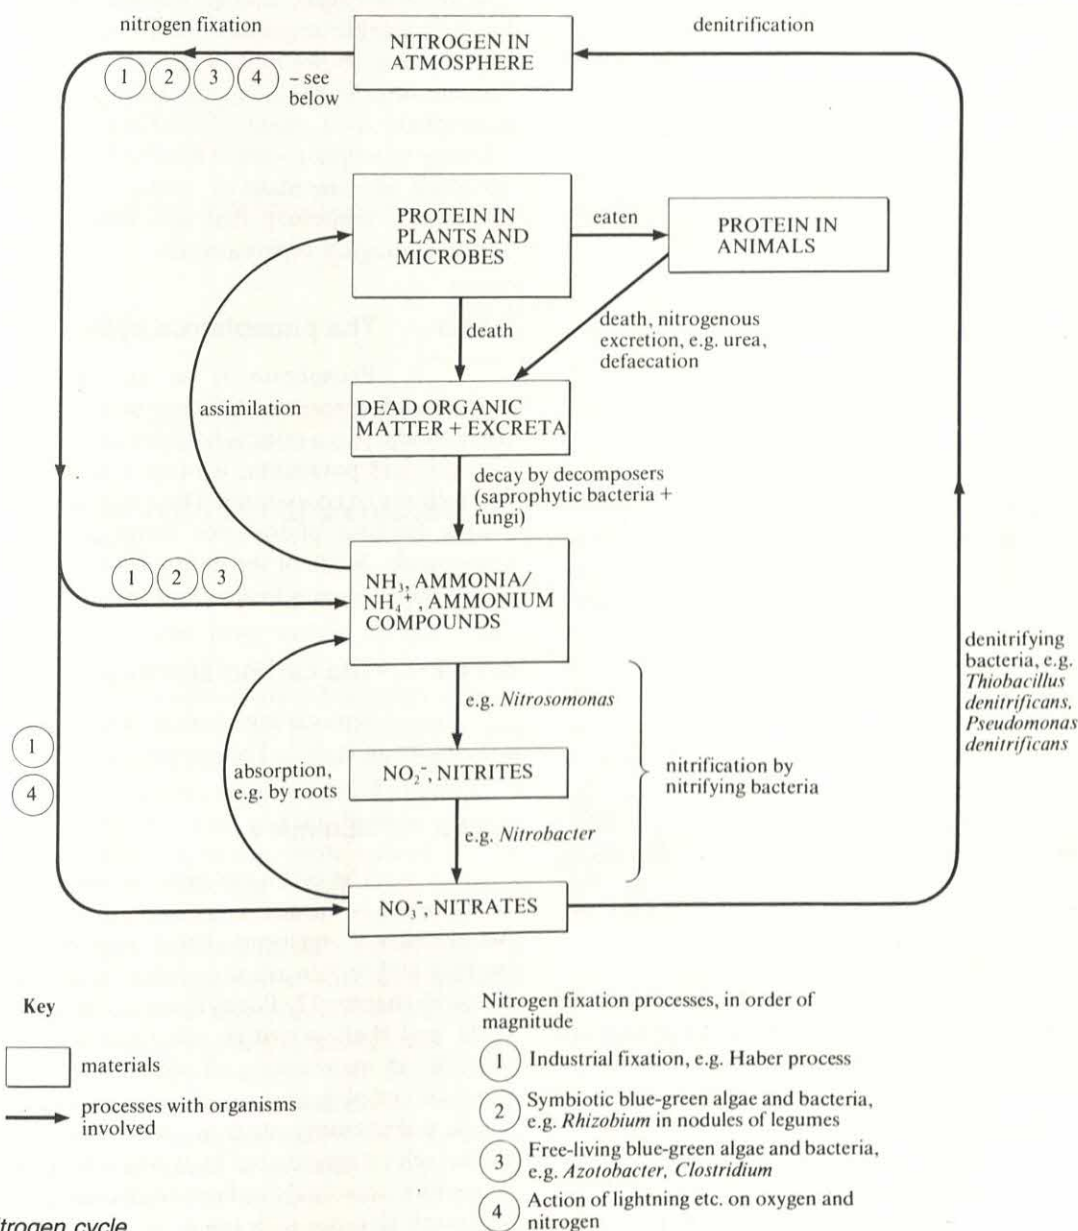 nitrogen fixation
denitrification
NITROGEN IN
ATMOSPHERE
1 2 3 4 – see
below
PROTEIN IN
PLANTS AND
MICROBES
eaten
PROTEIN IN
ANIMALS
death
death, nitrogenous
excretion, e.g. urea,
defaecation
assimilation
DEAD ORGANIC
MATTER + EXCRETA
decay by decomposers
(saprophytic bacteria +
fungi)
1 2 3
NH₃, AMMONIA/
NH₄⁺, AMMONIUM
COMPOUNDS
denitrifying
bacteria, e.g.
Thiobacillus
denitrificans,
Pseudomonas
denitrificans
e.g. Nitrosomonas
1
4
absorption,
e.g. by roots
NO₂⁻, NITRITES
nitrification by
nitrifying bacteria
e.g. Nitrobacter
NO₃⁻, NITRATES
Key
materials
processes with organisms
involved
Nitrogen fixation processes, in order of
magnitude
1 Industrial fixation, e.g. Haber process
2 Symbiotic blue-green algae and bacteria,
e.g. Rhizobium in nodules of legumes
3 Free-living blue-green algae and bacteria,
e.g. Azotobacter, Clostridium
4 Action of lightning etc. on oxygen and
nitrogen
cycle